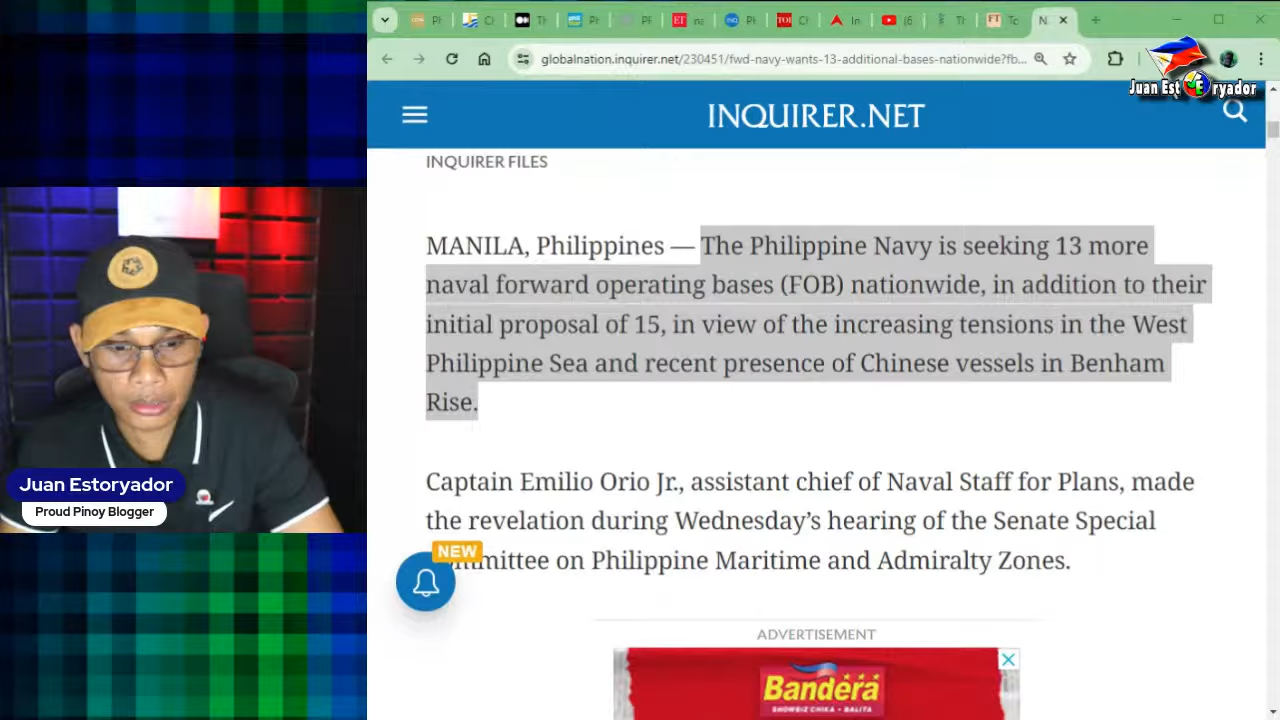 globalnation.inquirer.net/230451/fwd-navy-wants-13-additional-bases-nationwide?fb...
Juan Est ryador
INQUIRER.NET
INQUIRER FILES
MANILA, Philippines — The Philippine Navy is seeking 13 more
naval forward operating bases (FOB) nationwide, in addition to their
initial proposal of 15, in view of the increasing tensions in the West
Philippine Sea and recent presence of Chinese vessels in Benham
Rise.
Captain Emilio Orio Jr., assistant chief of Naval Staff for Plans, made
the revelation during Wednesday’s hearing of the Senate Special
mmittee on Philippine Maritime and Admiralty Zones.
NEW
ADVERTISEMENT
Bandera
SHOWBIZ CHIKA • BALITA
Juan Estoryador
Proud Pinoy Blogger